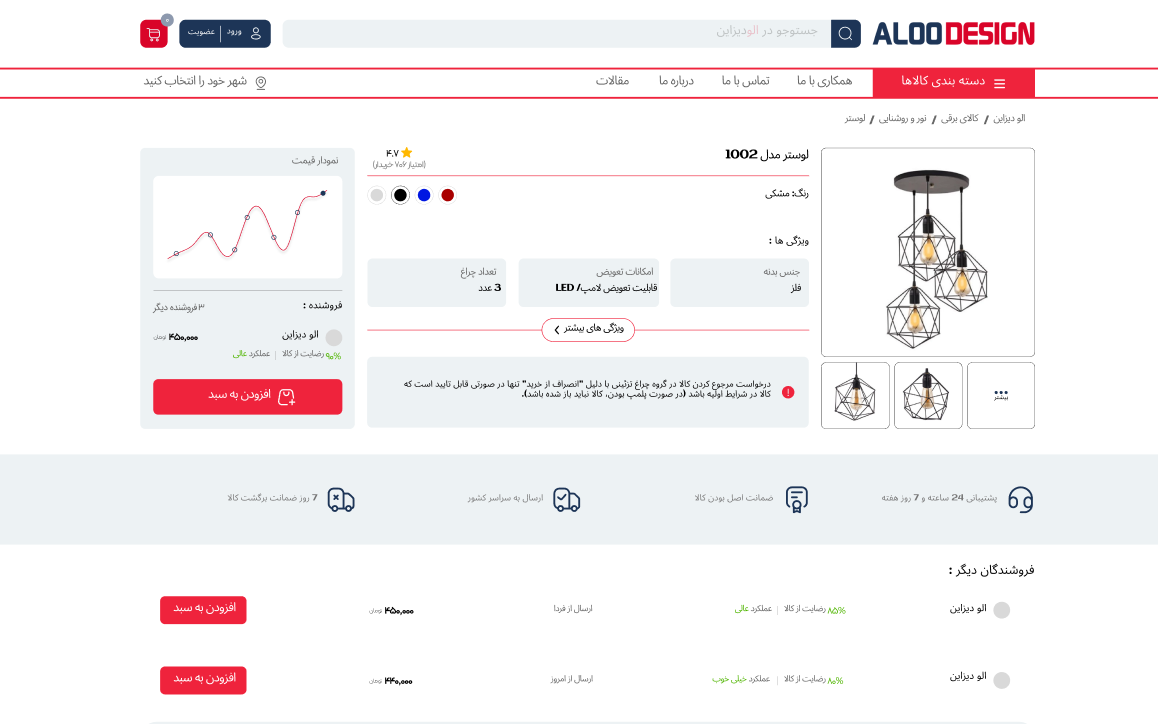 ALOO DESIGN
جستوجو در الودیزاین
ورود | عضویت
۰
دسته بندی کالاها
همکاری با ما
تماس با ما
درباره ما
مقالات
شهر خود را انتخاب کنید
الو دیزاین / کالای برقی / نور و روشنایی / لوستر
لوستر مدل 1002
۴.۷
(امتیاز ۷۰۶ خریدار)
رنگ: مشکی
ویژگی ها :
جنس بدنه
فلز
امکانات تعویض
قابلیت تعویض لامپ/ LED
تعداد چراغ
3 عدد
ویژگی های بیشتر
درخواست مرجوع کردن کالا در گروه چراغ تزئینی با دلیل "انصراف از خرید" تنها در صورتی قابل تایید است که
کالا در شرایط اولیه باشد (در صورت پلمپ بودن، کالا نباید باز شده باشد).
بیشتر
نمودار قیمت
فروشنده :
۳ فروشنده دیگر
الو دیزاین
۴۵۰,۰۰۰ تومان
۹۰% رضایت از کالا | عملکرد عالی
افزودن به سبد
پشتیبانی 24 ساعته و 7 روز هفته
ضمانت اصل بودن کالا
ارسال به سراسر کشور
7 روز ضمانت برگشت کالا
فروشندگان دیگر :
الو دیزاین
۸۵% رضایت از کالا | عملکرد عالی
ارسال از فردا
۴۵۰,۰۰۰ تومان
افزودن به سبد
الو دیزاین
۸۰% رضایت از کالا | عملکرد خیلی خوب
ارسال از امروز
۴۴۰,۰۰۰ تومان
افزودن به سبد